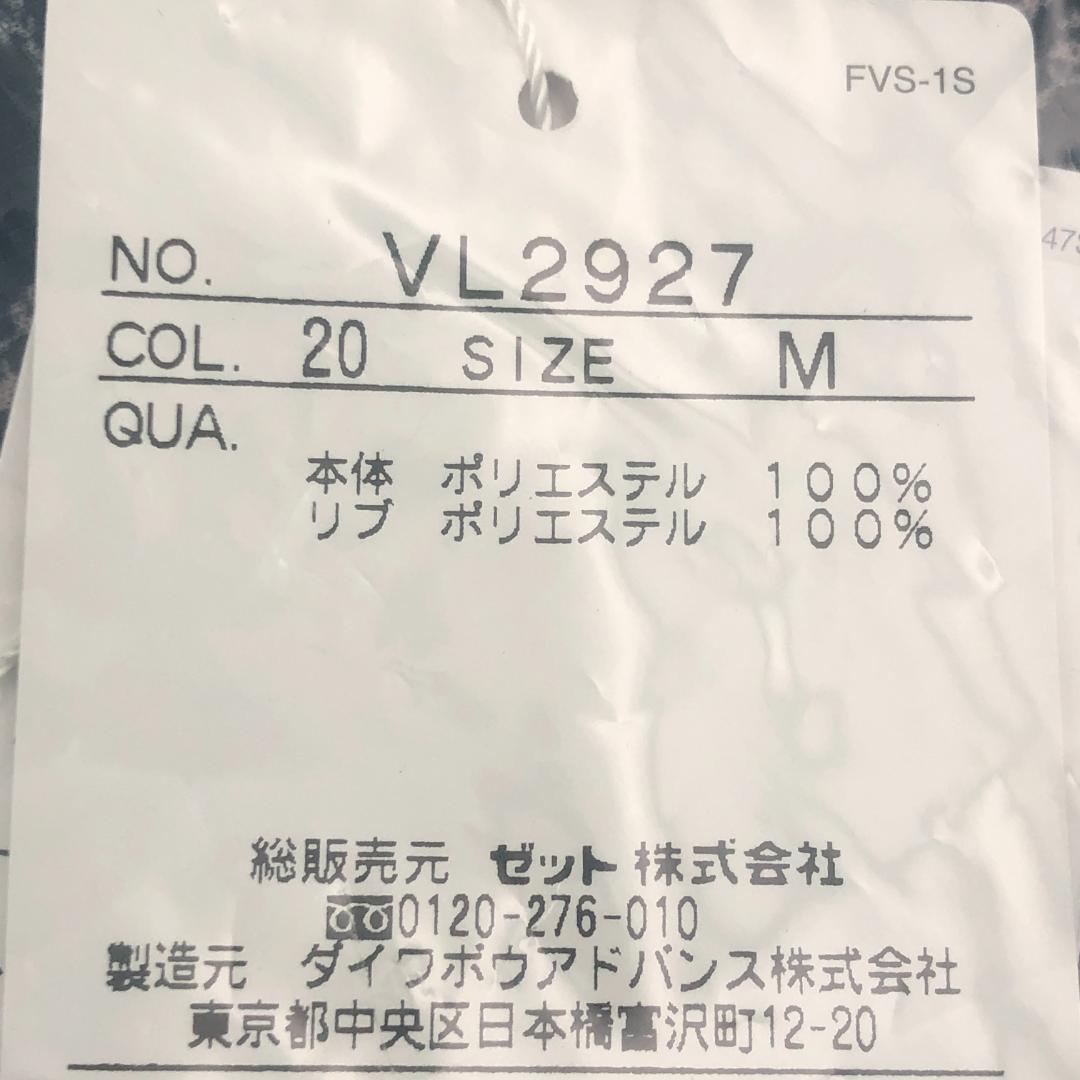 FVS-1S
NO. VL2927
47
COL. 20 SIZE M
QUA.
本体 ポリエステル 100%
リブ ポリエステル 100%
総販売元 ゼット株式会社
0120-276-010
製造元 ダイワボウアドバンス株式会社
東京都中央区日本橋富沢町12-20